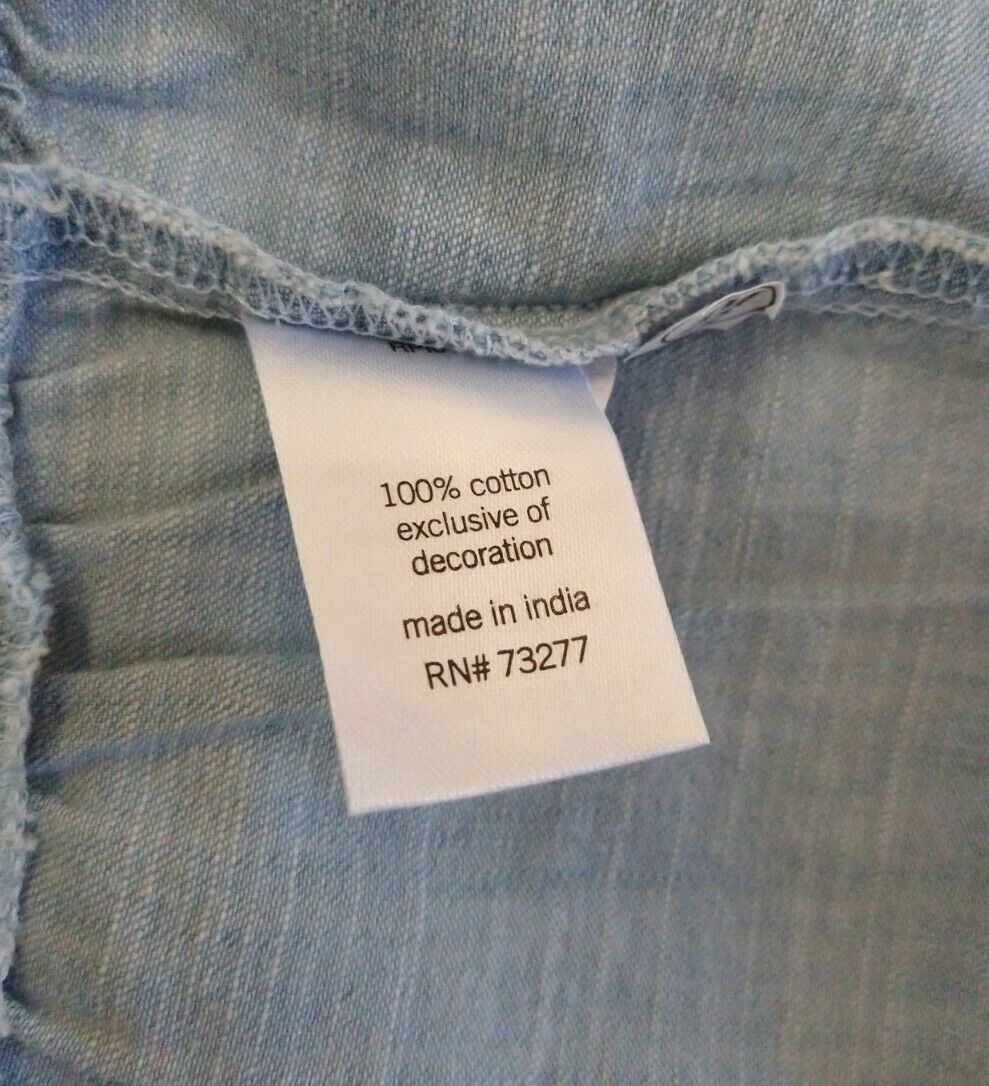 100% cotton
exclusive of
decoration
made in india
RN# 73277